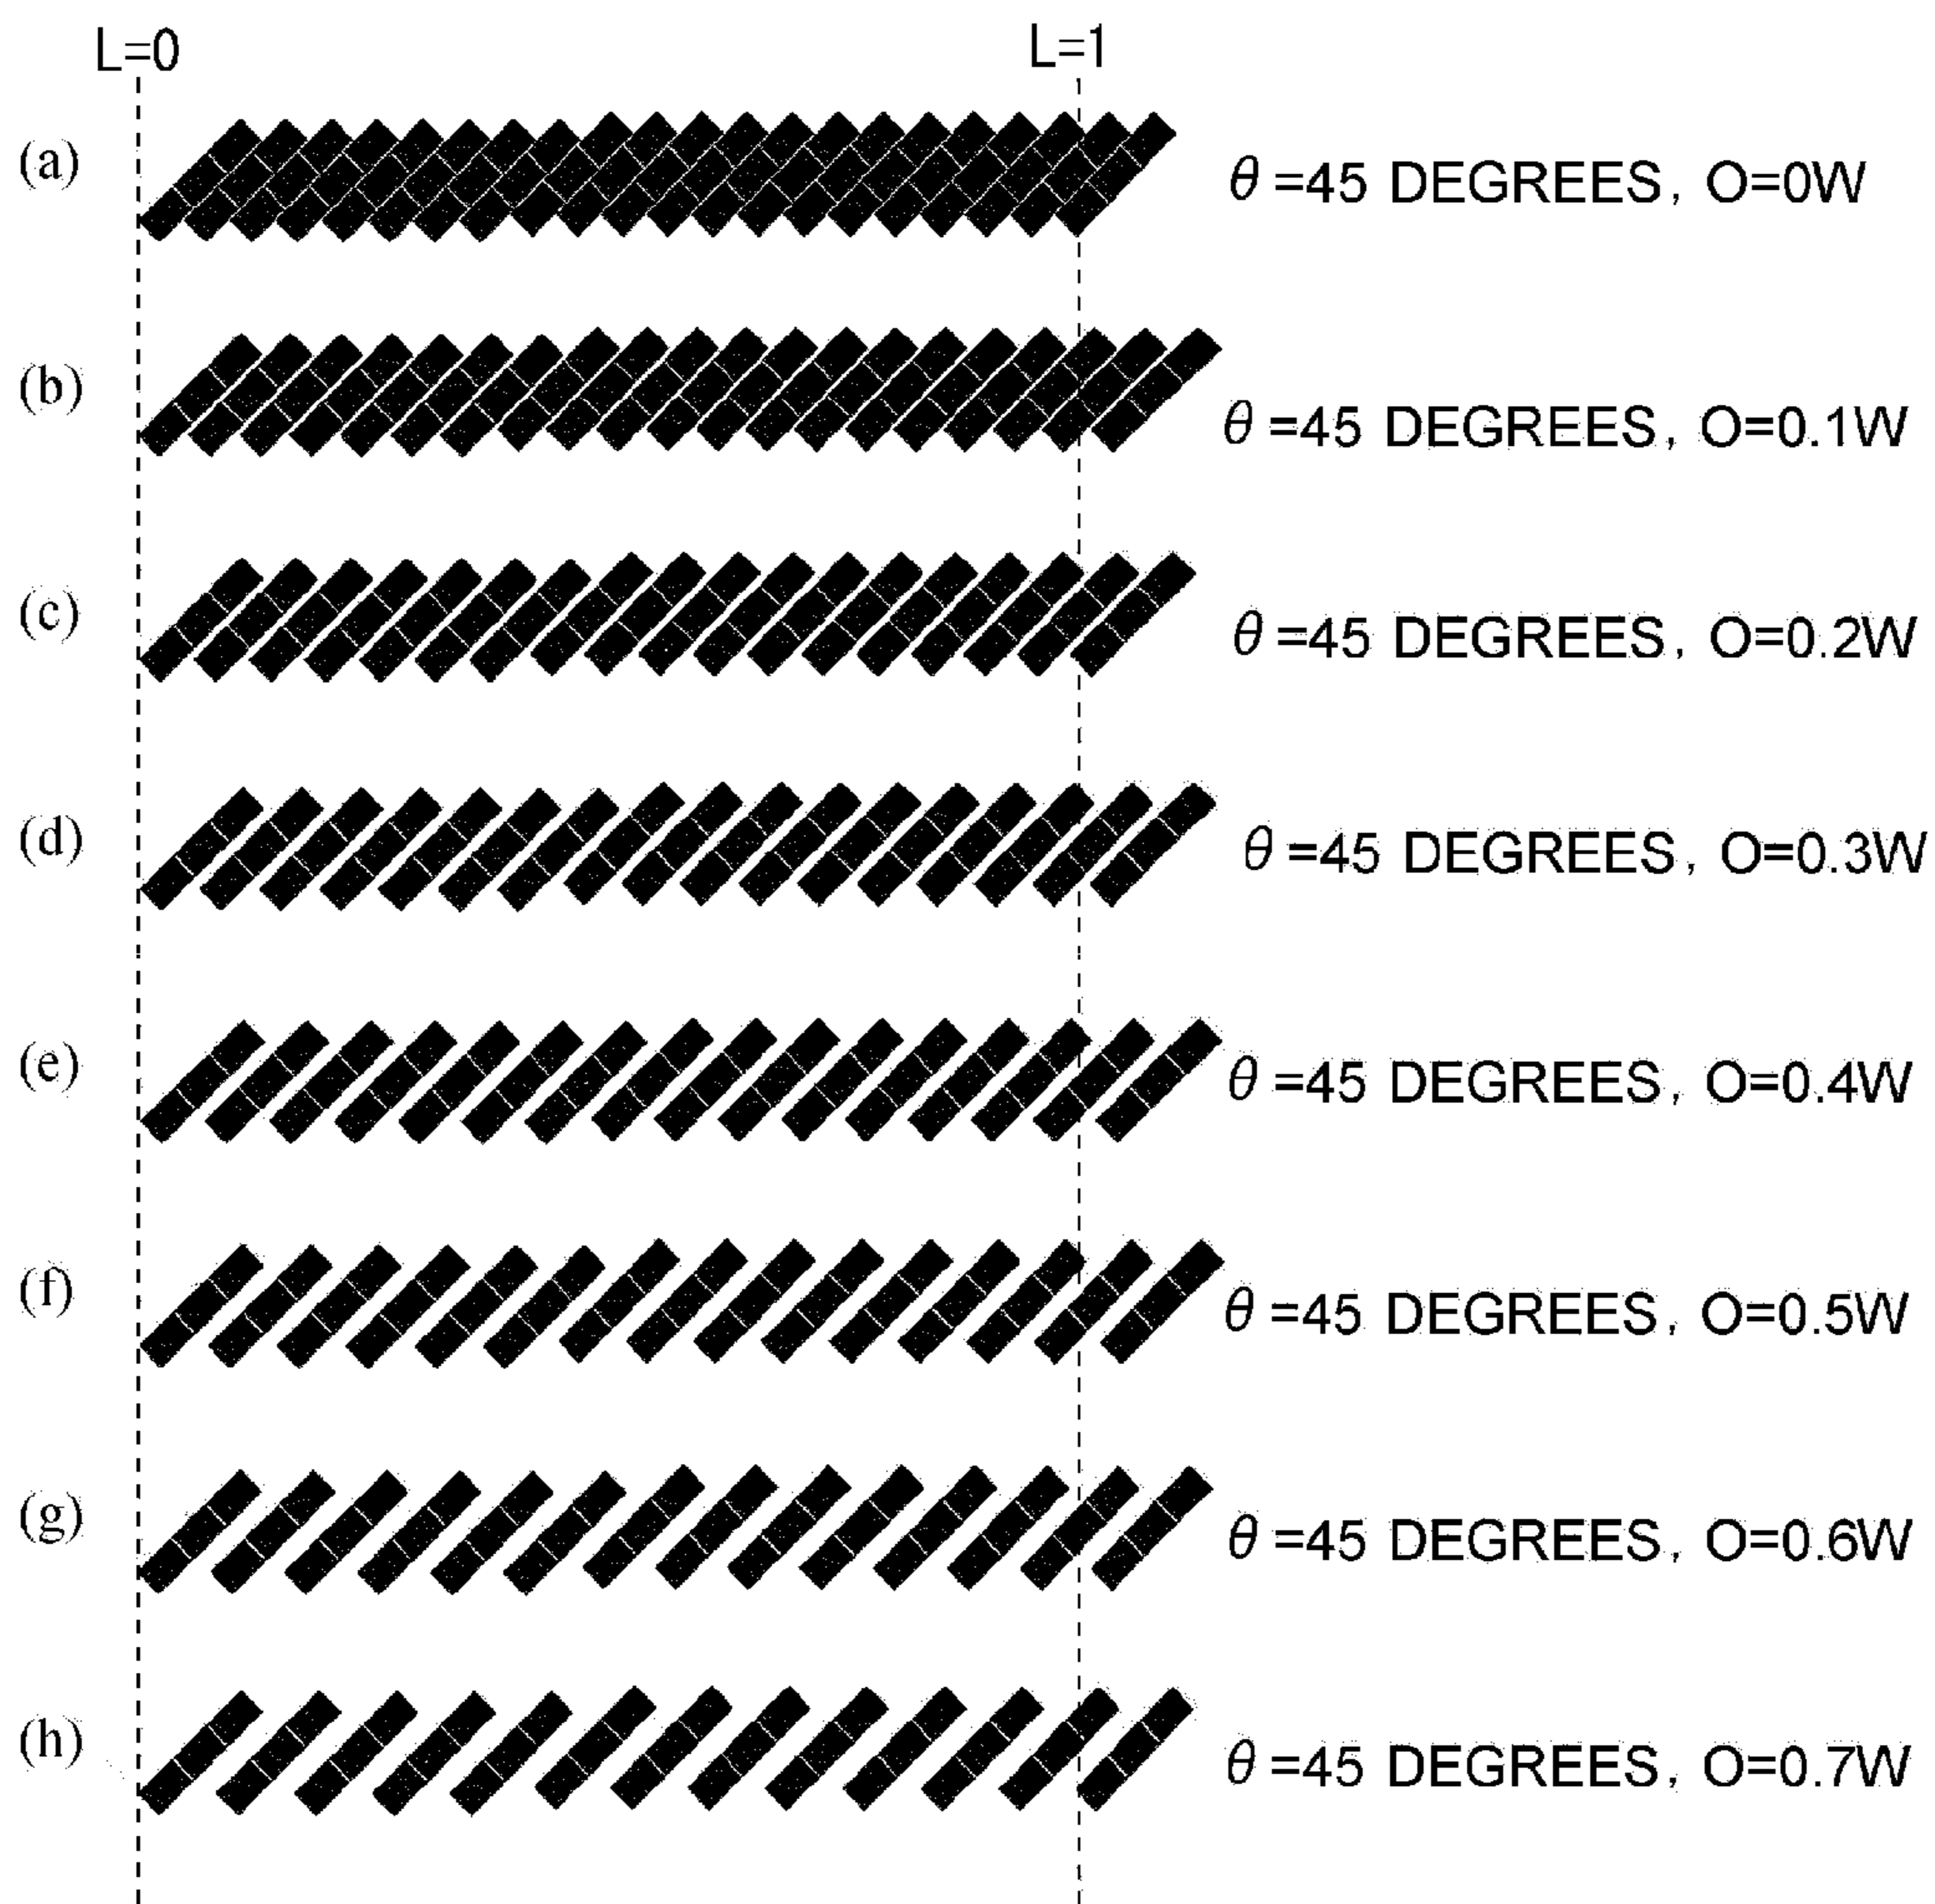 L=0 L=1
(a) θ =45 DEGREES, O=0W
(b) θ =45 DEGREES, O=0.1W
(c) θ =45 DEGREES, O=0.2W
(d) θ =45 DEGREES, O=0.3W
(e) θ =45 DEGREES, O=0.4W
(f) θ =45 DEGREES, O=0.5W
(g) θ =45 DEGREES, O=0.6W
(h) θ =45 DEGREES, O=0.7W